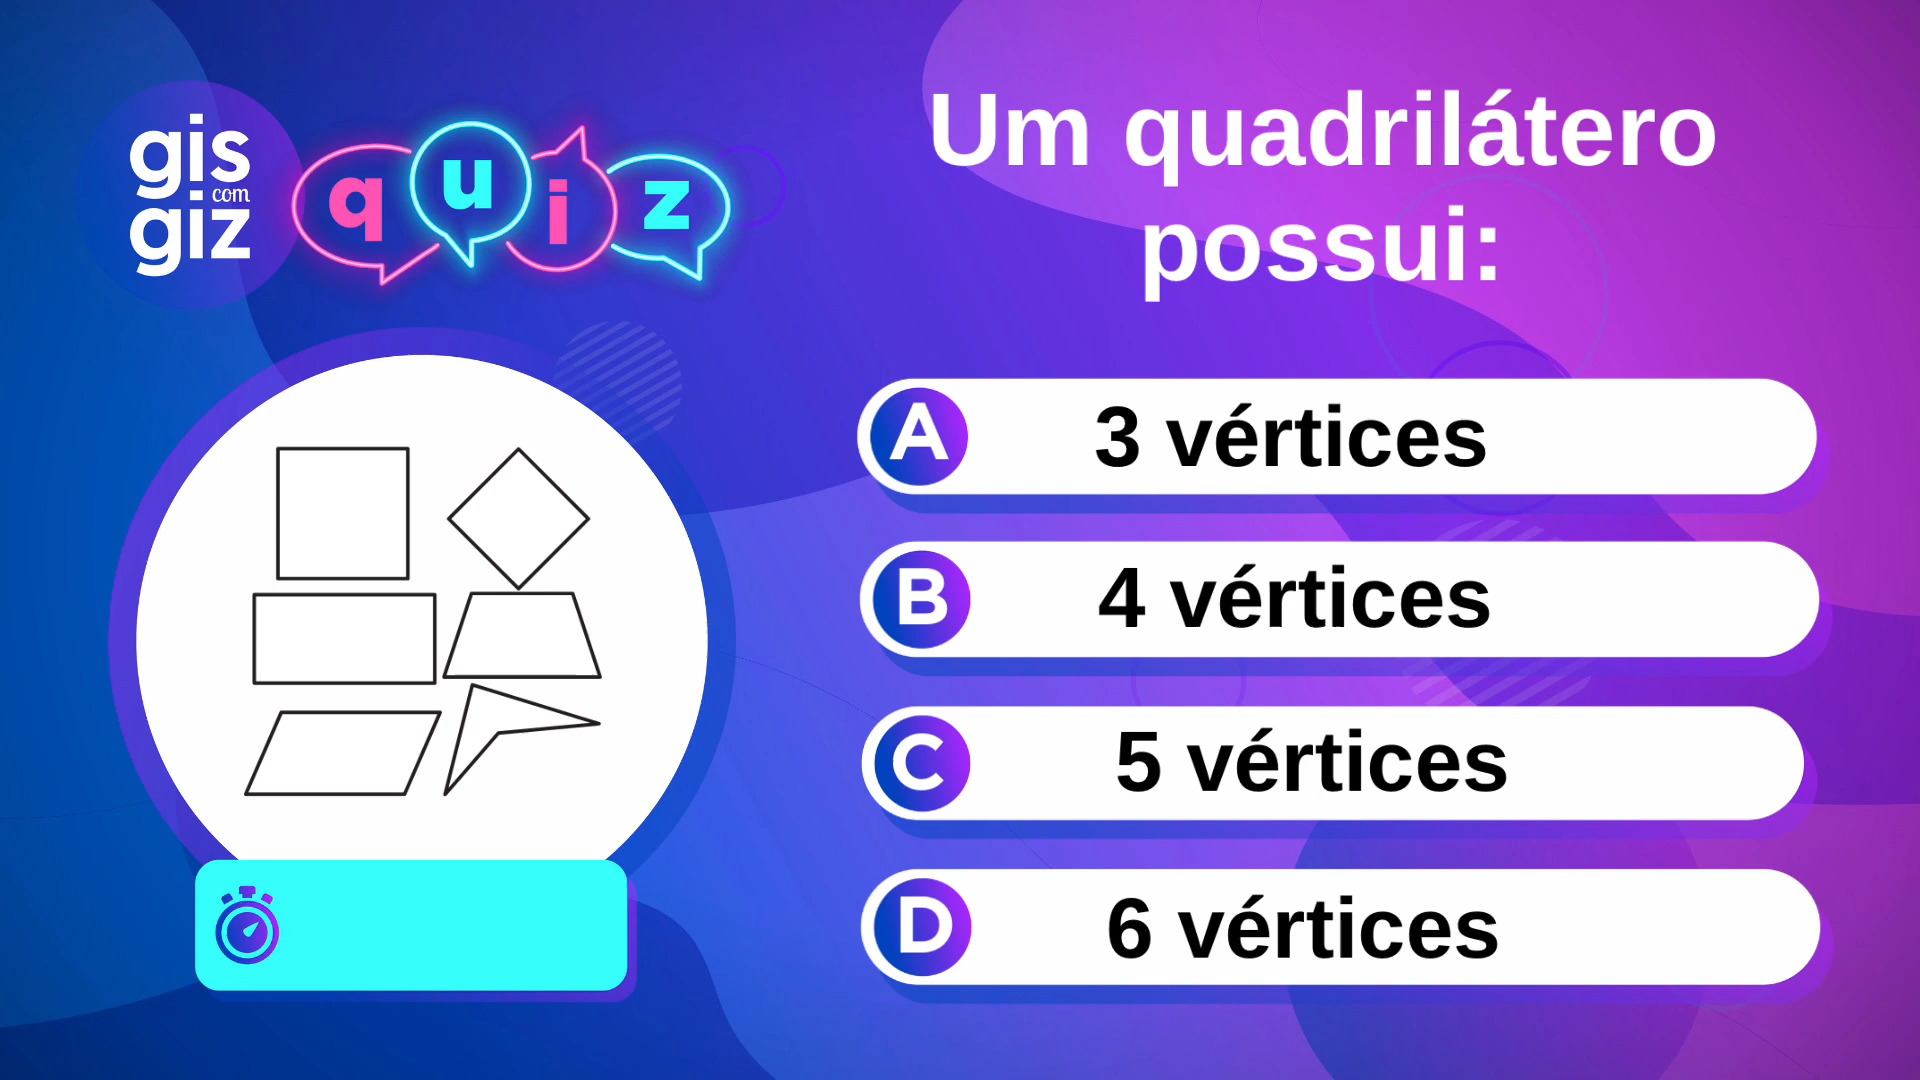 gis
com
giz
quiz
Um quadrilátero
possui:
A 3 vértices
B 4 vértices
C 5 vértices
D 6 vértices